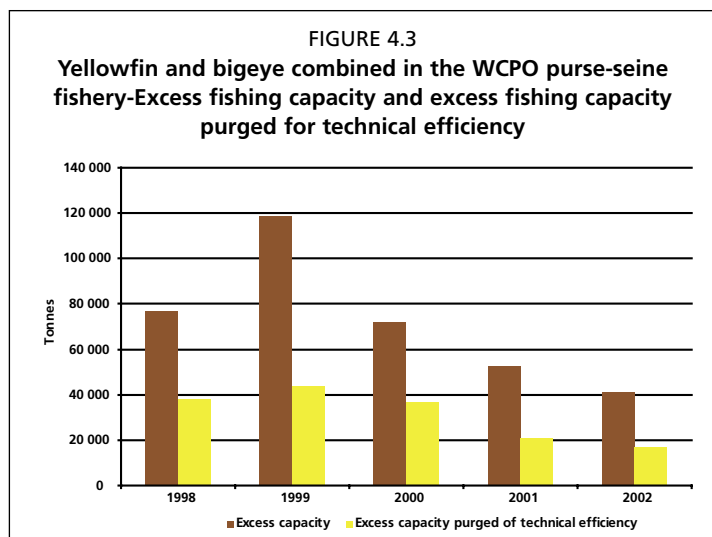 FIGURE 4.3
Yellowfin and bigeye combined in the WCPO purse-seine
fishery-Excess fishing capacity and excess fishing capacity
purged for technical efficiency
140 000
120 000
100 000
80 000
60 000
40 000
20 000
0
Tonnes
1998 1999 2000 2001 2002
Excess capacity Excess capacity purged of technical efficiency